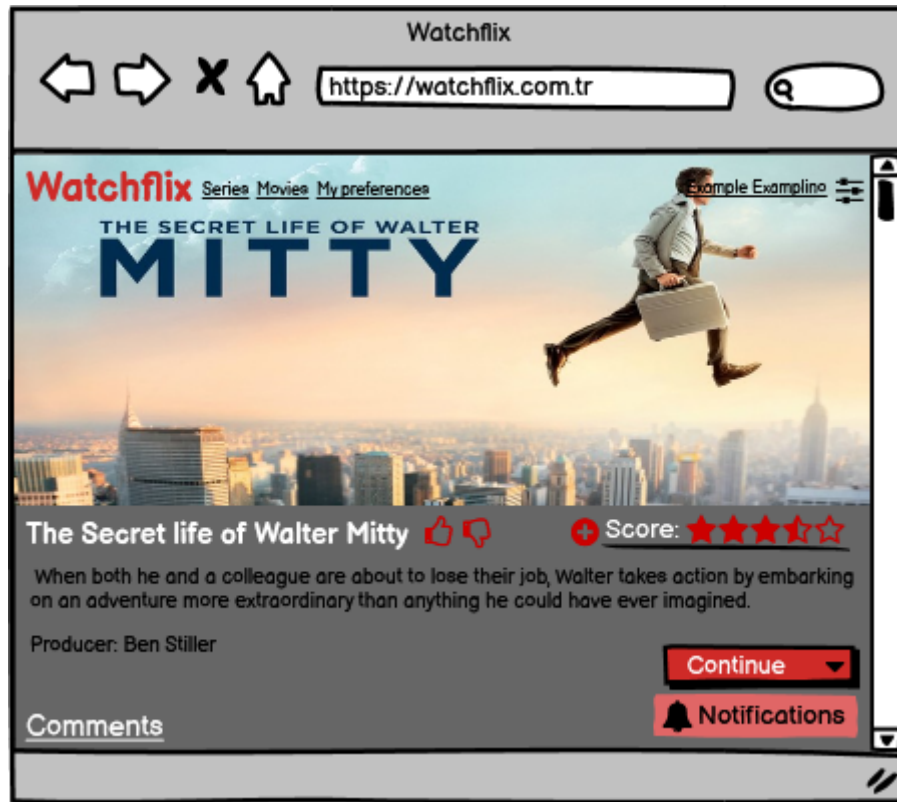 Watchflix
https://watchflix.com.tr
Watchflix Series Movies My preferences Example Examplino
THE SECRET LIFE OF WALTER
MITTY
The Secret life of Walter Mitty Score:
When both he and a colleague are about to lose their job, Walter takes action by embarking
on an adventure more extraordinary than anything he could have ever imagined.
Producer: Ben Stiller
Continue
Notifications
Comments